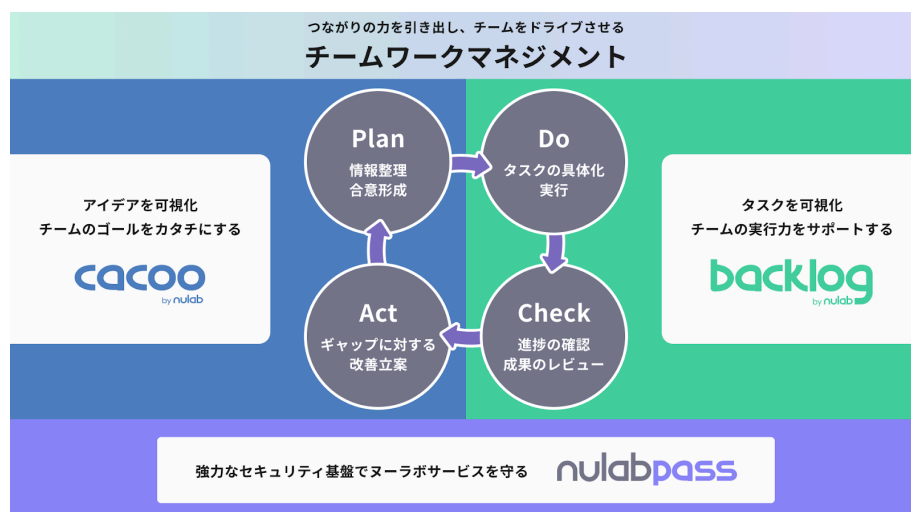 つながりの力を引き出し、チームをドライブさせる
チームワークマネジメント
Plan
情報整理
合意形成
Do
タスクの具体化
実行
アイデアを可視化
チームのゴールをカタチにする
cacoo
by nulab
タスクを可視化
チームの実行力をサポートする
backlog
by nulab
Act
ギャップに対する
改善立案
Check
進捗の確認
成果のレビュー
強力なセキュリティ基盤でヌーラボサービスを守る
nulabpass